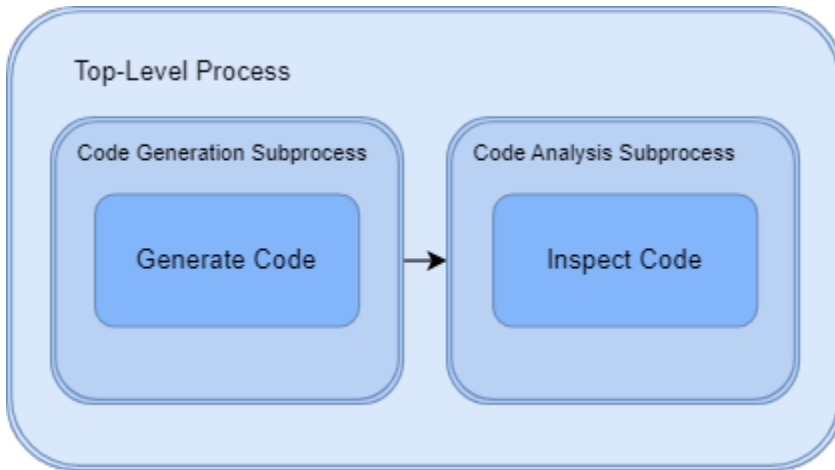 Top-Level Process
Code Generation Subprocess
Code Analysis Subprocess
Generate Code
Inspect Code